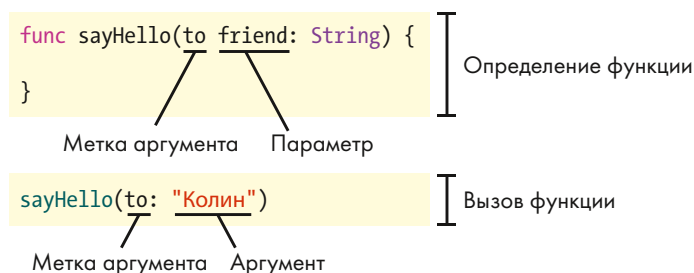 func sayHello(to friend: String) {
Определение функции
}
Метка аргумента Параметр
sayHello(to: "Колин")
Вызов функции
Метка аргумента Аргумент